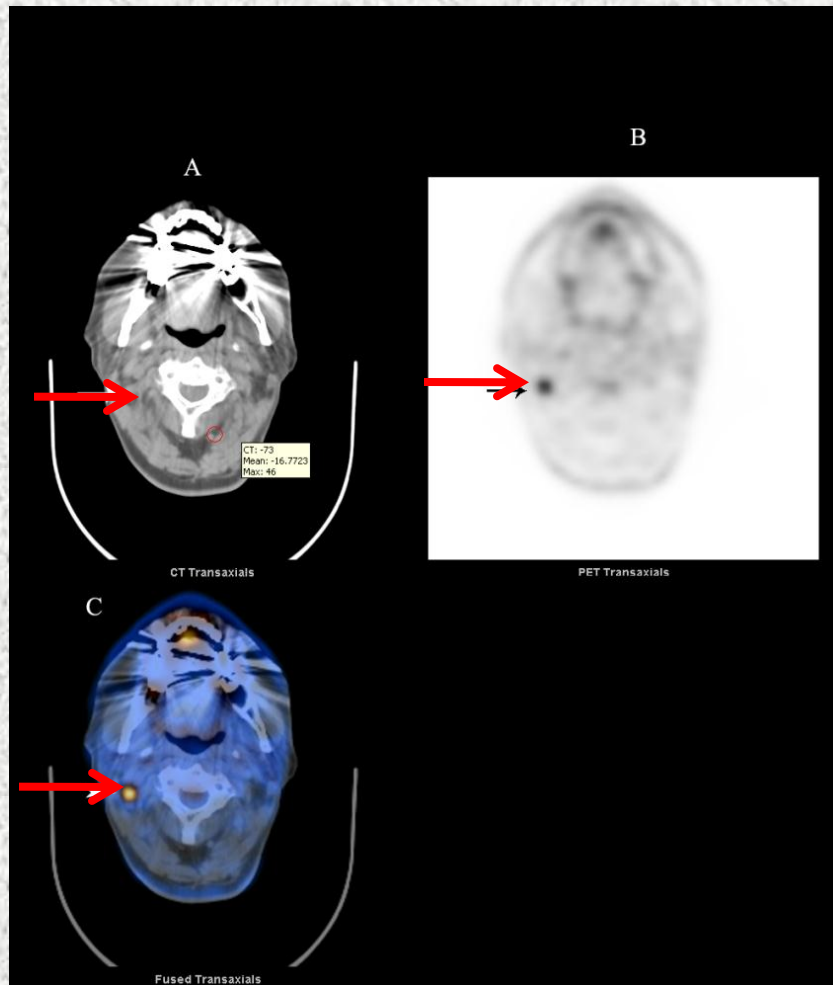 B
A
CT: -73
Mean: -16.7723
Max: 46
CT Transaxials
PET Transaxials
C
Fused Transaxials